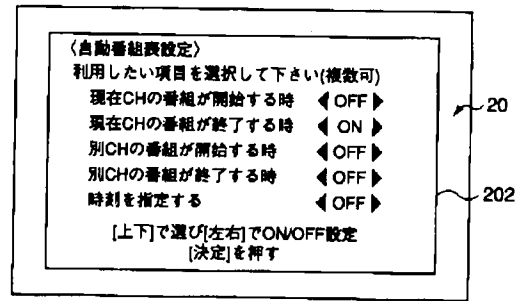 〈自動番組表設定〉
利用したい項目を選択して下さい(複数可)
現在CHの番組が開始する時 ◀ OFF ▶
現在CHの番組が終了する時 ◀ ON ▶
別CHの番組が開始する時 ◀ OFF ▶
別CHの番組が終了する時 ◀ OFF ▶
時刻を指定する ◀ OFF ▶
[上下]で選び[左右]でON/OFF設定
[決定]を押す
20
202